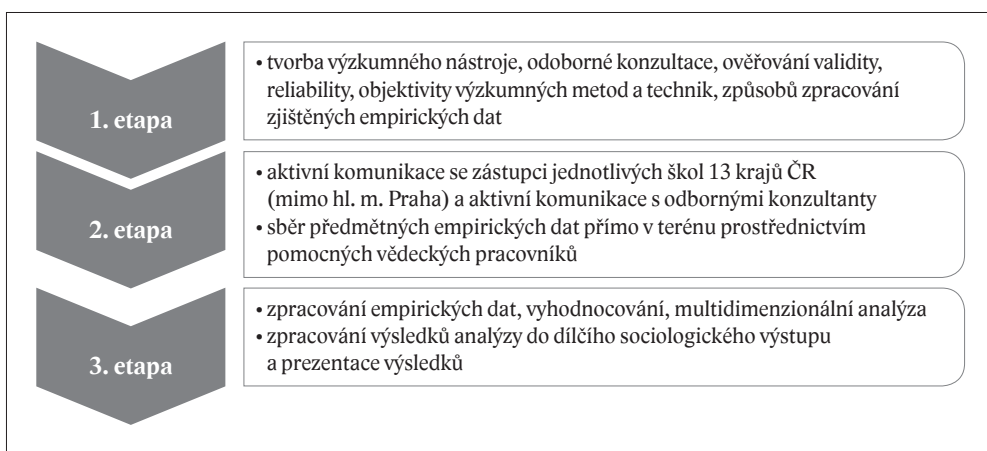 1. etapa
• tvorba výzkumného nástroje, odoborné konzultace, ověřování validity,
reliability, objektivity výzkumných metod a technik, způsobů zpracování
zjištěných empirických dat
2. etapa
• aktivní komunikace se zástupci jednotlivých škol 13 krajů ČR
(mimo hl. m. Praha) a aktivní komunikace s odbornými konzultanty
• sběr předmětných empirických dat přímo v terénu prostřednictvím
pomocných vědeckých pracovníků
3. etapa
• zpracování empirických dat, vyhodnocování, multidimenzionální analýza
• zpracování výsledků analýzy do dílčího sociologického výstupu
a prezentace výsledků